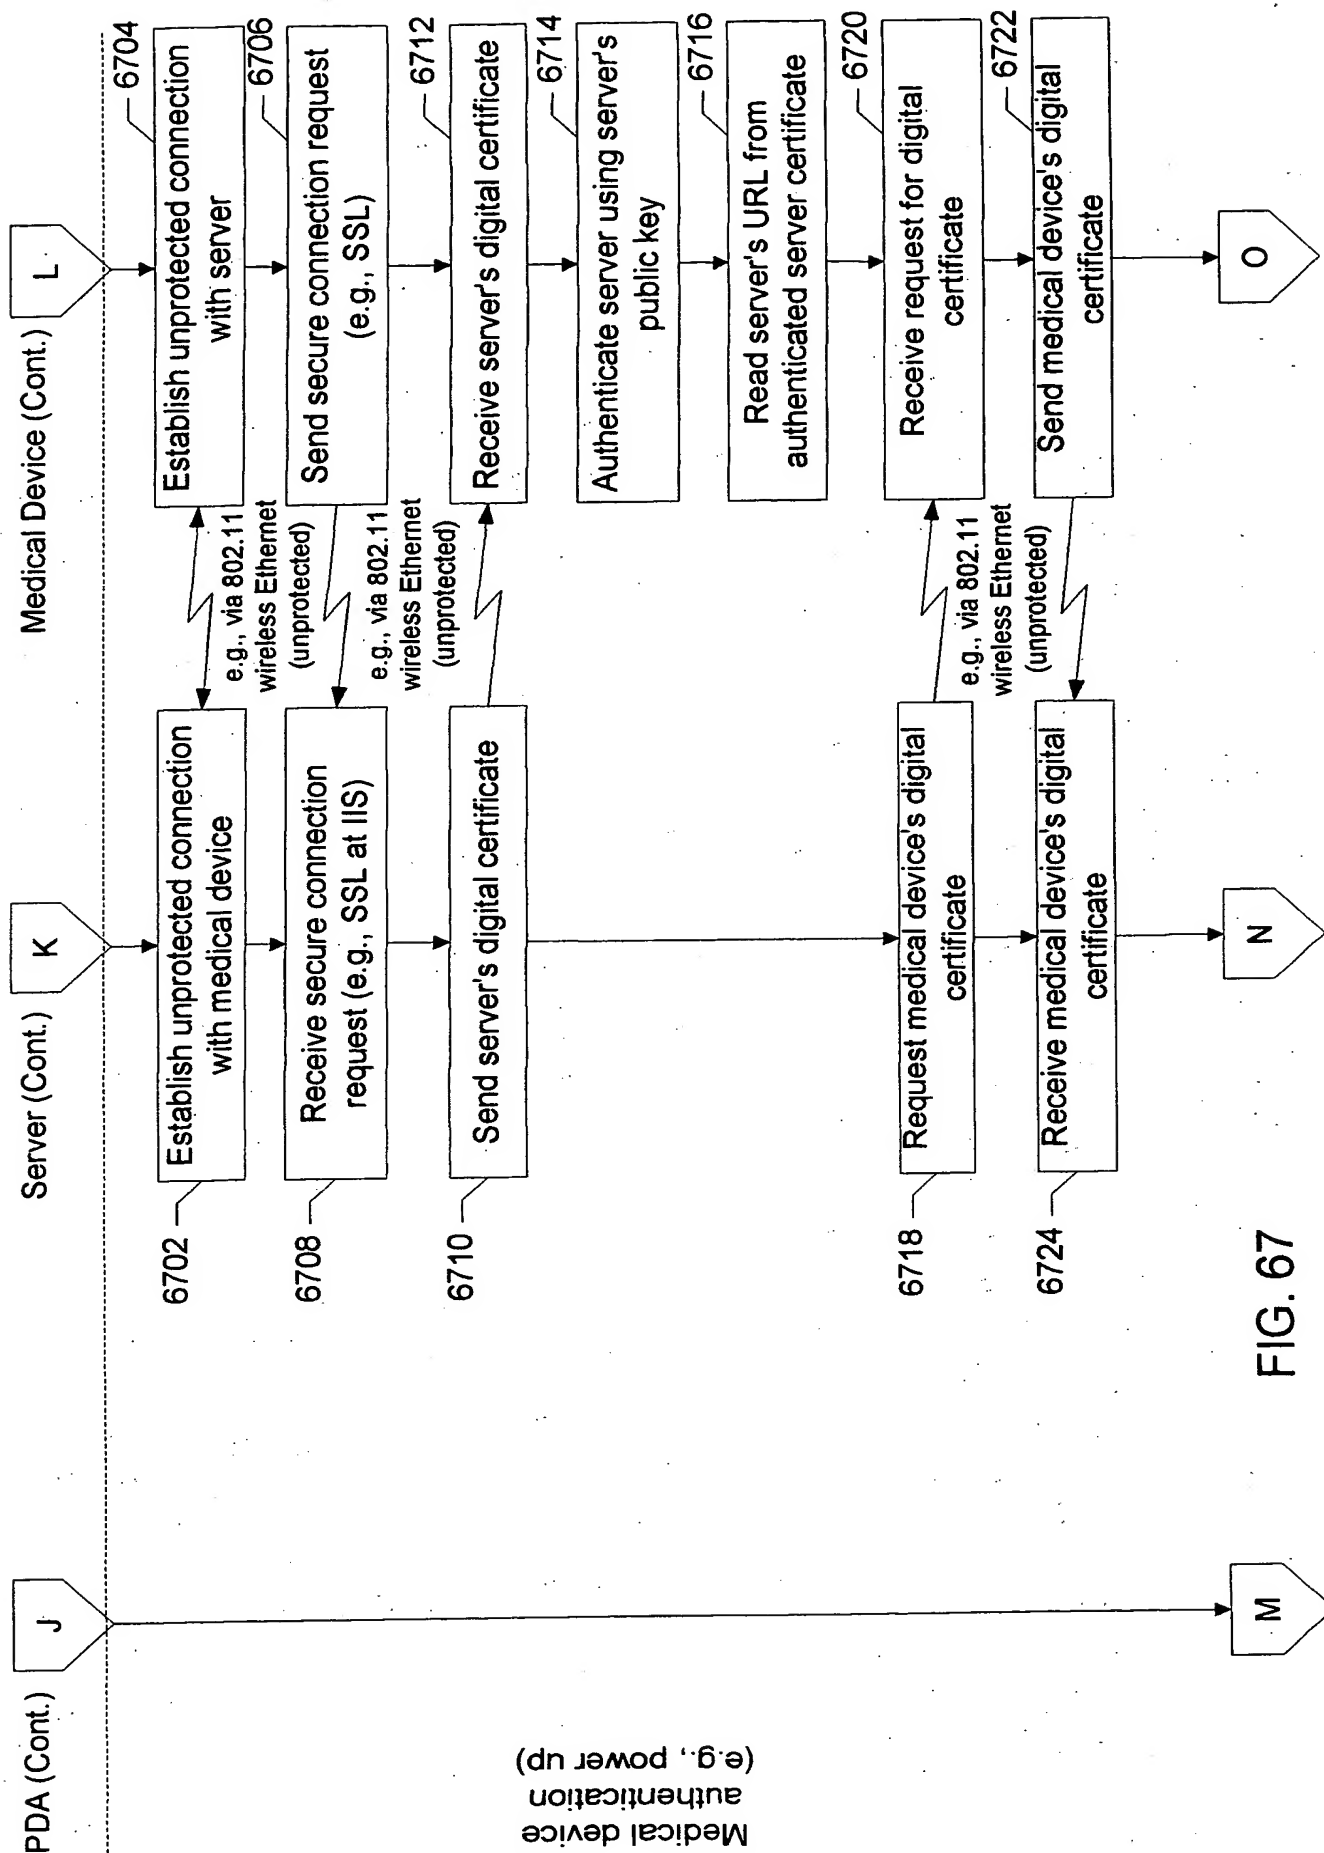 PDA (Cont.)
Server (Cont.)
Medical Device (Cont.)
J
K
L
Medical device
authentication
(e.g., power up)
6702
Establish unprotected connection
with medical device
e.g., via 802.11
wireless Ethernet
(unprotected)
Establish unprotected connection
with server
6704
6708
Receive secure connection
request (e.g., SSL at IIS)
e.g., via 802.11
wireless Ethernet
(unprotected)
Send secure connection request
(e.g., SSL)
6706
6710
Send server's digital certificate
Receive server's digital certificate
6712
Authenticate server using server's
public key
6714
Read server's URL from
authenticated server certificate
6716
6718
Request medical device's digital
certificate
e.g., via 802.11
wireless Ethernet
(unprotected)
Receive request for digital
certificate
6720
6724
Receive medical device's digital
certificate
Send medical device's digital
certificate
6722
M
N
O
FIG. 67